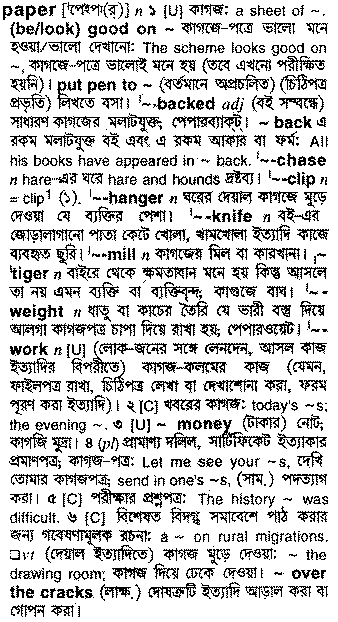 paper [ˈপেইপা(র্)] n ১ [U] কাগজ: a sheet of ~.
(be/look) good on ~ কাগজে-পত্রে ভালো মনে
হওয়া/ভালো দেখানো: The scheme looks good on
~, কাগজে-পত্রে ভালোই মনে হয় (তবে এখনো পরীক্ষিত
হয়নি)। put pen to ~ (বর্তমানে অপ্রচলিত) (চিঠিপত্র
প্রভৃতি) লিখতে বসা। ˈ~-backed adj (বই সম্বন্ধে)
সাধারণ কাগজের মলাটযুক্ত; পেপারব্যাক্ট। ~ back এ
রকম মলাটযুক্ত বই এবং এ রকম আকার বা ফর্ম: All
his books have appeared in ~ back. ˈ~-chase
n hare-এর ঘরে hare and hounds দ্রষ্টব্য। ˈ~-clip n
= clip¹ (১). ˈ~-hanger n ঘরের দেয়াল কাগজে মুড়ে
দেওয়া যে ব্যক্তির পেশা। ˈ~-knife n বই-এর
জোড়ালাগানো পাতা কেটে খোলা, খামখোলা ইত্যাদি কাজে
ব্যবহৃত ছুরি। ˈ~-mill n কাগজের মিল বা কারখানা। ~
ˈtiger n বাইরে থেকে ক্ষমতাবান মনে হয় কিন্তু আসলে
তা নয় এমন ব্যক্তি বা ব্যক্তিবৃন্দ; কাগুজে বাঘ। ˈ~-
weight n ধাতু বা কাচের তৈরি যে ভারী বস্তু দিয়ে
আলগা কাগজপত্র চাপা দিয়ে রাখা হয়; পেপারওয়েট। ˈ~-
work n [U] (লোক-জনের সঙ্গে লেনদেন, আসল কাজ
ইত্যাদির বিপরীতে) কাগজ-কলমের কাজ (যেমন,
ফাইলপত্র রাখা, চিঠিপত্র লেখা বা দেখাশোনা করা, ফরম
পূরণ করা ইত্যাদি)। ২ [C] খবরের কাগজ: today's ~s;
the evening ~. ৩ [U] ~ money (টাকার) নোট;
কাগজি মুদ্রা। ৪ (pl) প্রামাণ্য দলিল, সার্টিফিকেট ইত্যাকার
প্রমাণপত্র; কাগজ-পত্র: Let me see your ~s, দেখি
তোমার কাগজপত্র; send in one's ~s, (সাম.) পদত্যাগ
করা। ৫ [C] পরীক্ষার প্রশ্নপত্র: The history ~ was
difficult. ৬ [C] বিশেষত বিদগ্ধ সমাবেশে পাঠ করার
জন্য গবেষণামূলক রচনা: a ~ on rural migrations.
□vt (দেয়াল ইত্যাদিতে) কাগজ মুড়ে দেওয়া: ~ the
drawing room; কাগজ দিয়ে ঢেকে দেওয়া। ~ over
the cracks (লাক্ষ.) দোষত্রুটি ইত্যাদি আড়াল করা বা
গোপন করা।